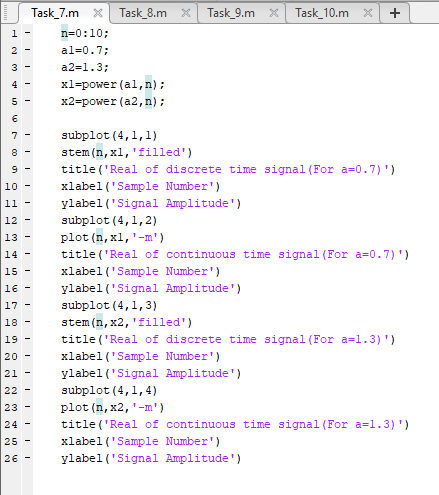 Task_7.m Task_8.m Task_9.m Task_10.m
1 - n=0:10;
2 - a1=0.7;
3 - a2=1.3;
4 - x1=power(a1,n);
5 - x2=power(a2,n);
6
7 - subplot(4,1,1)
8 - stem(n,x1,'filled')
9 - title('Real of discrete time signal(For a=0.7)')
10 - xlabel('Sample Number')
11 - ylabel('Signal Amplitude')
12 - subplot(4,1,2)
13 - plot(n,x1,'-m')
14 - title('Real of continuous time signal(For a=0.7)')
15 - xlabel('Sample Number')
16 - ylabel('Signal Amplitude')
17 - subplot(4,1,3)
18 - stem(n,x2,'filled')
19 - title('Real of discrete time signal(For a=1.3)')
20 - xlabel('Sample Number')
21 - ylabel('Signal Amplitude')
22 - subplot(4,1,4)
23 - plot(n,x2,'-m')
24 - title('Real of continuous time signal(For a=1.3)')
25 - xlabel('Sample Number')
26 - ylabel('Signal Amplitude')